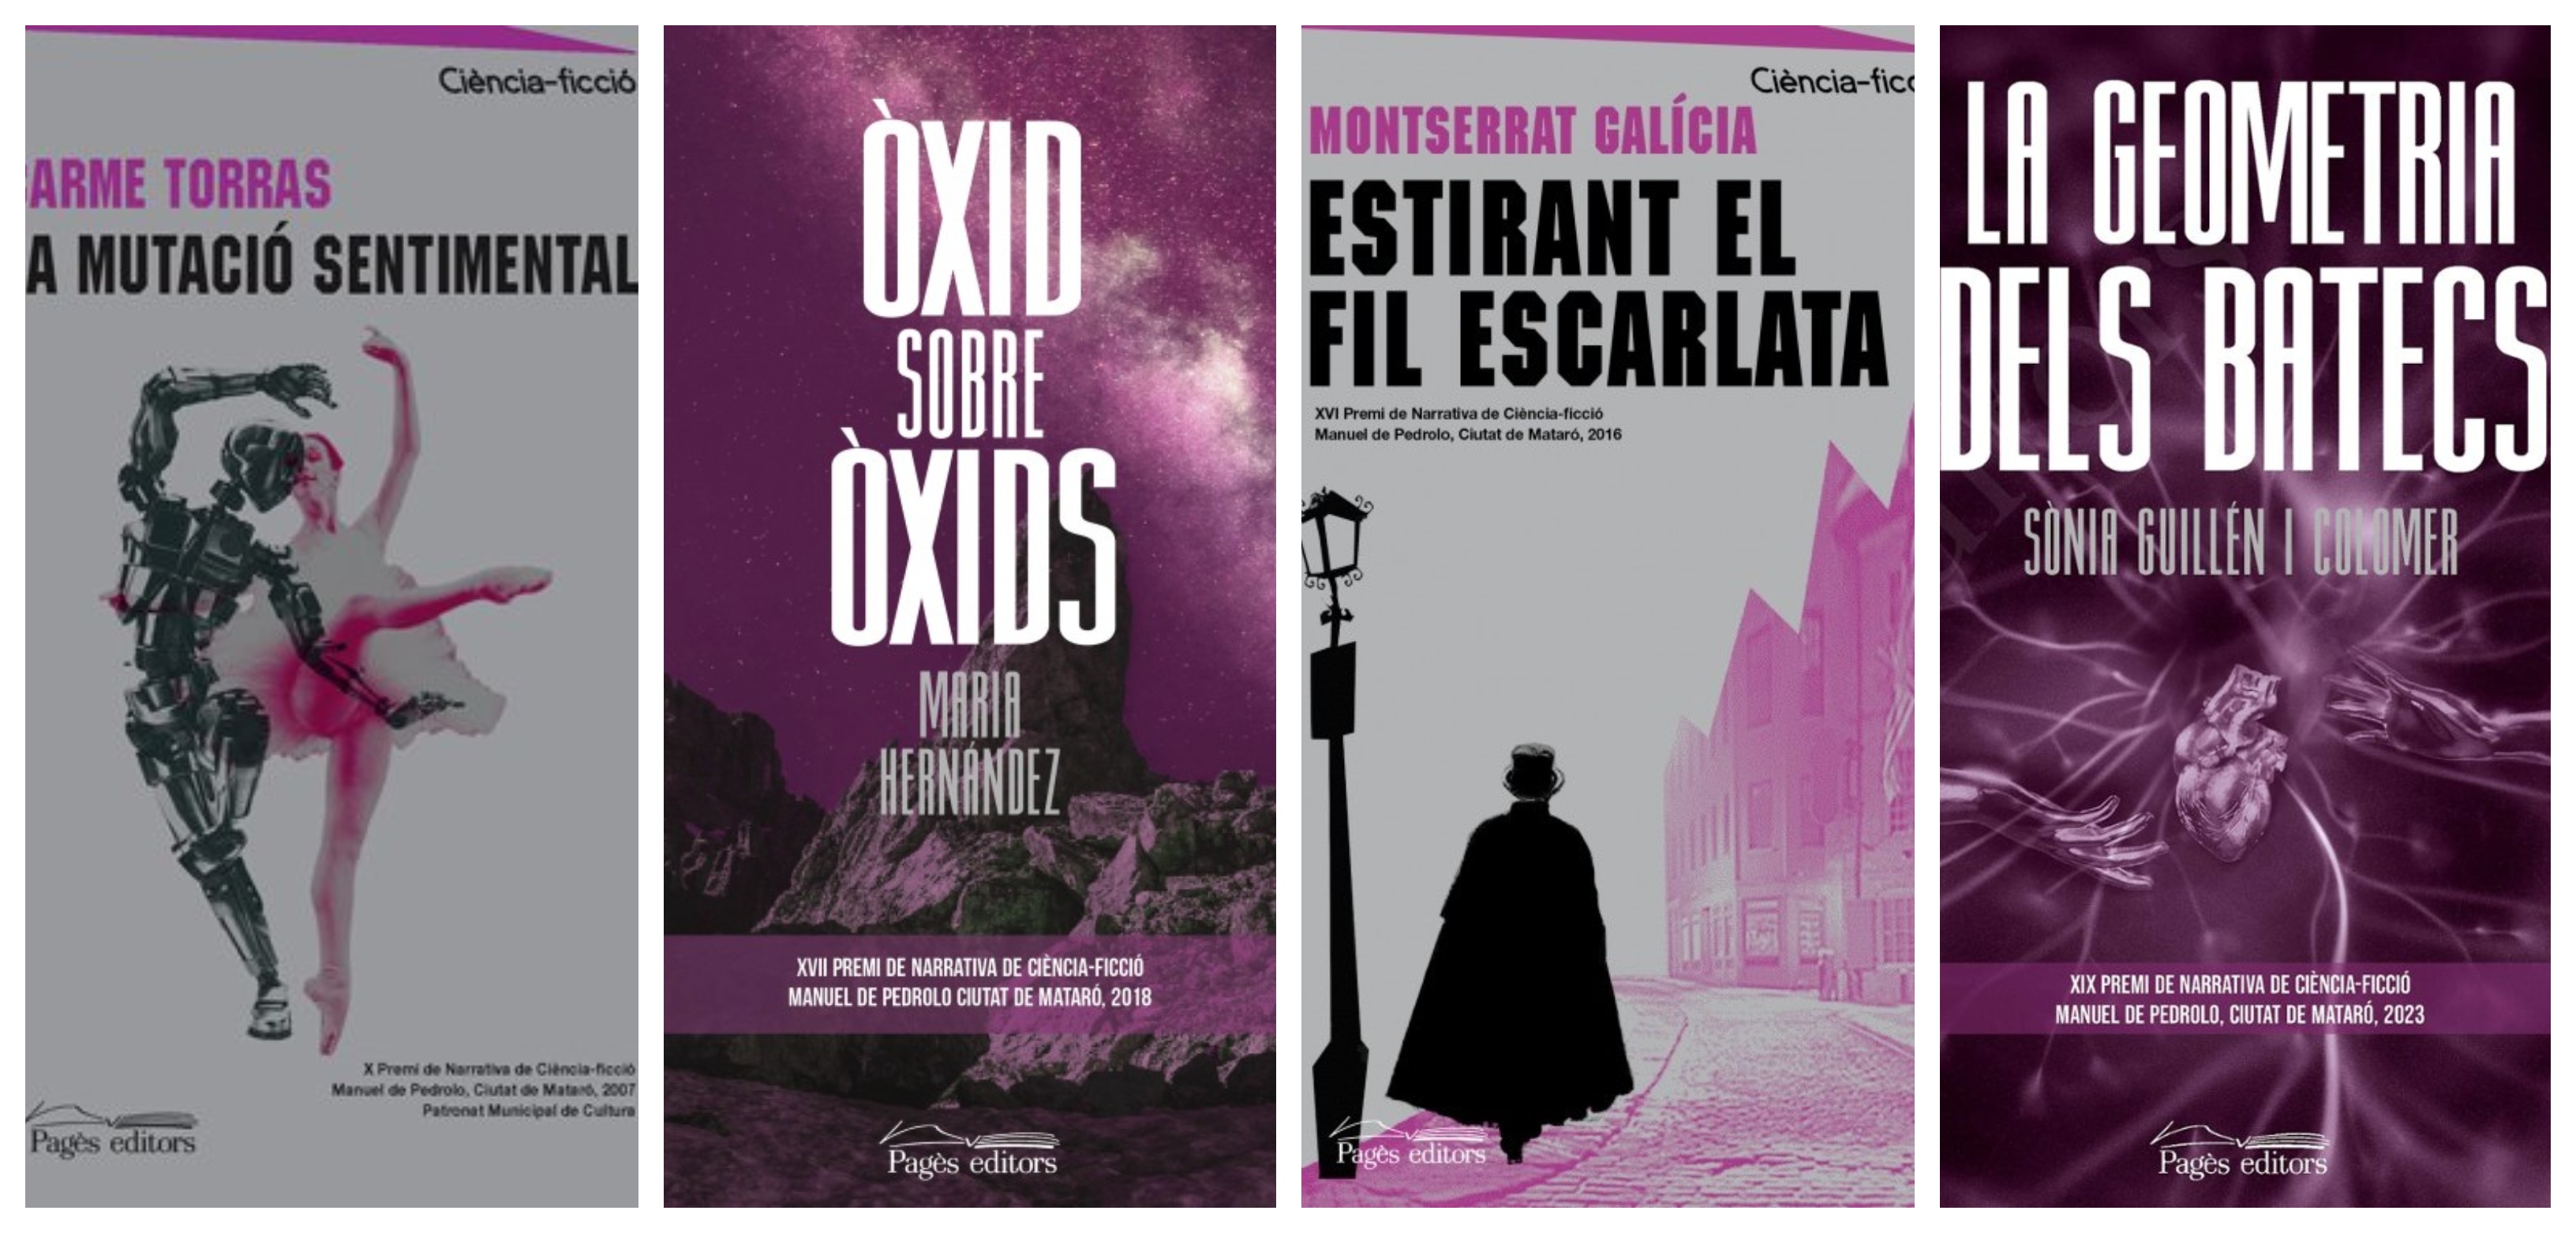 Ciència-ficció
ARME TORRAS
A MUTACIÓ SENTIMENTAL
X Premi de Narrativa de Ciència-ficció
Manuel de Pedrolo, Ciutat de Mataró, 2007
Patronat Municipal de Cultura
Pagès editors
ÒXID
SOBRE
ÒXIDS
MARIA
HERNÁNDEZ
XVII PREMI DE NARRATIVA DE CIÈNCIA-FICCIÓ
MANUEL DE PEDROLO CIUTAT DE MATARÓ, 2018
Pagès editors
Ciència-ficc
MONTSERRAT GALÍCIA
ESTIRANT EL
FIL ESCARLATA
XVI Premi de Narrativa de Ciència-ficció
Manuel de Pedrolo, Ciutat de Mataró, 2016
Pagès editors
LA GEOMETRIA
DELS BATECS
SÒNIA GUILLÉN I COLOMER
XIX PREMI DE NARRATIVA DE CIÈNCIA-FICCIÓ
MANUEL DE PEDROLO, CIUTAT DE MATARÓ, 2023
Pagès editors